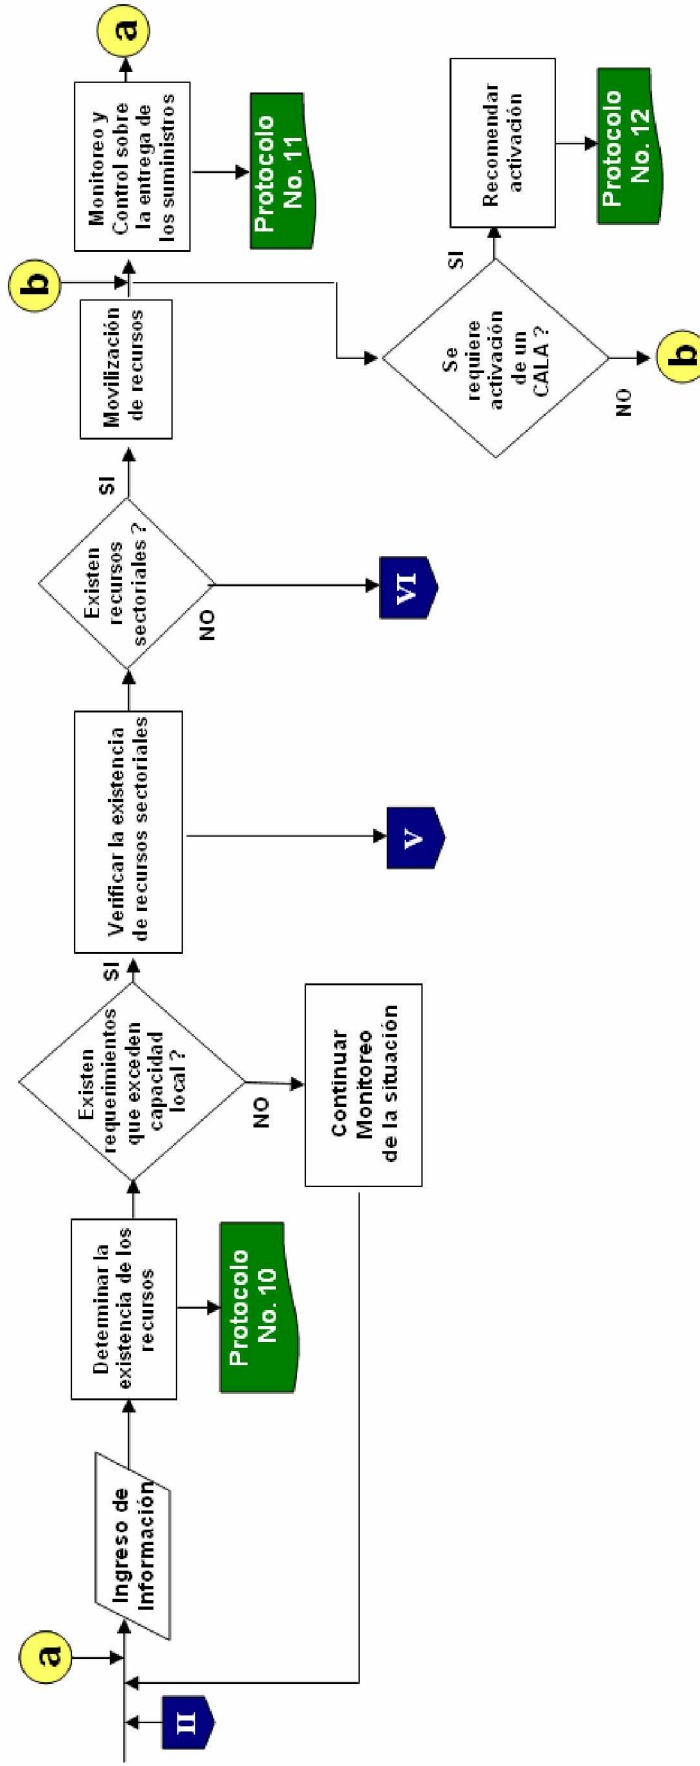 a
II
Ingreso de
Información
Determinar la
existencia de los
recursos
Protocolo
No. 10
Existen
requerimientos
que exceden
capacidad
local ?
SI
NO
Continuar
Monitoreo
de la situación
Verificar la existencia
de recursos sectoriales
V
Existen
recursos
sectoriales ?
SI
NO
VI
Movilización
de recursos
b
Monitoreo y
Control sobre
la entrega de
los suministros
a
Protocolo
No. 11
Se
requiere
activación
de un
CALA ?
SI
NO
b
Recomendar
activación
Protocolo
No. 12